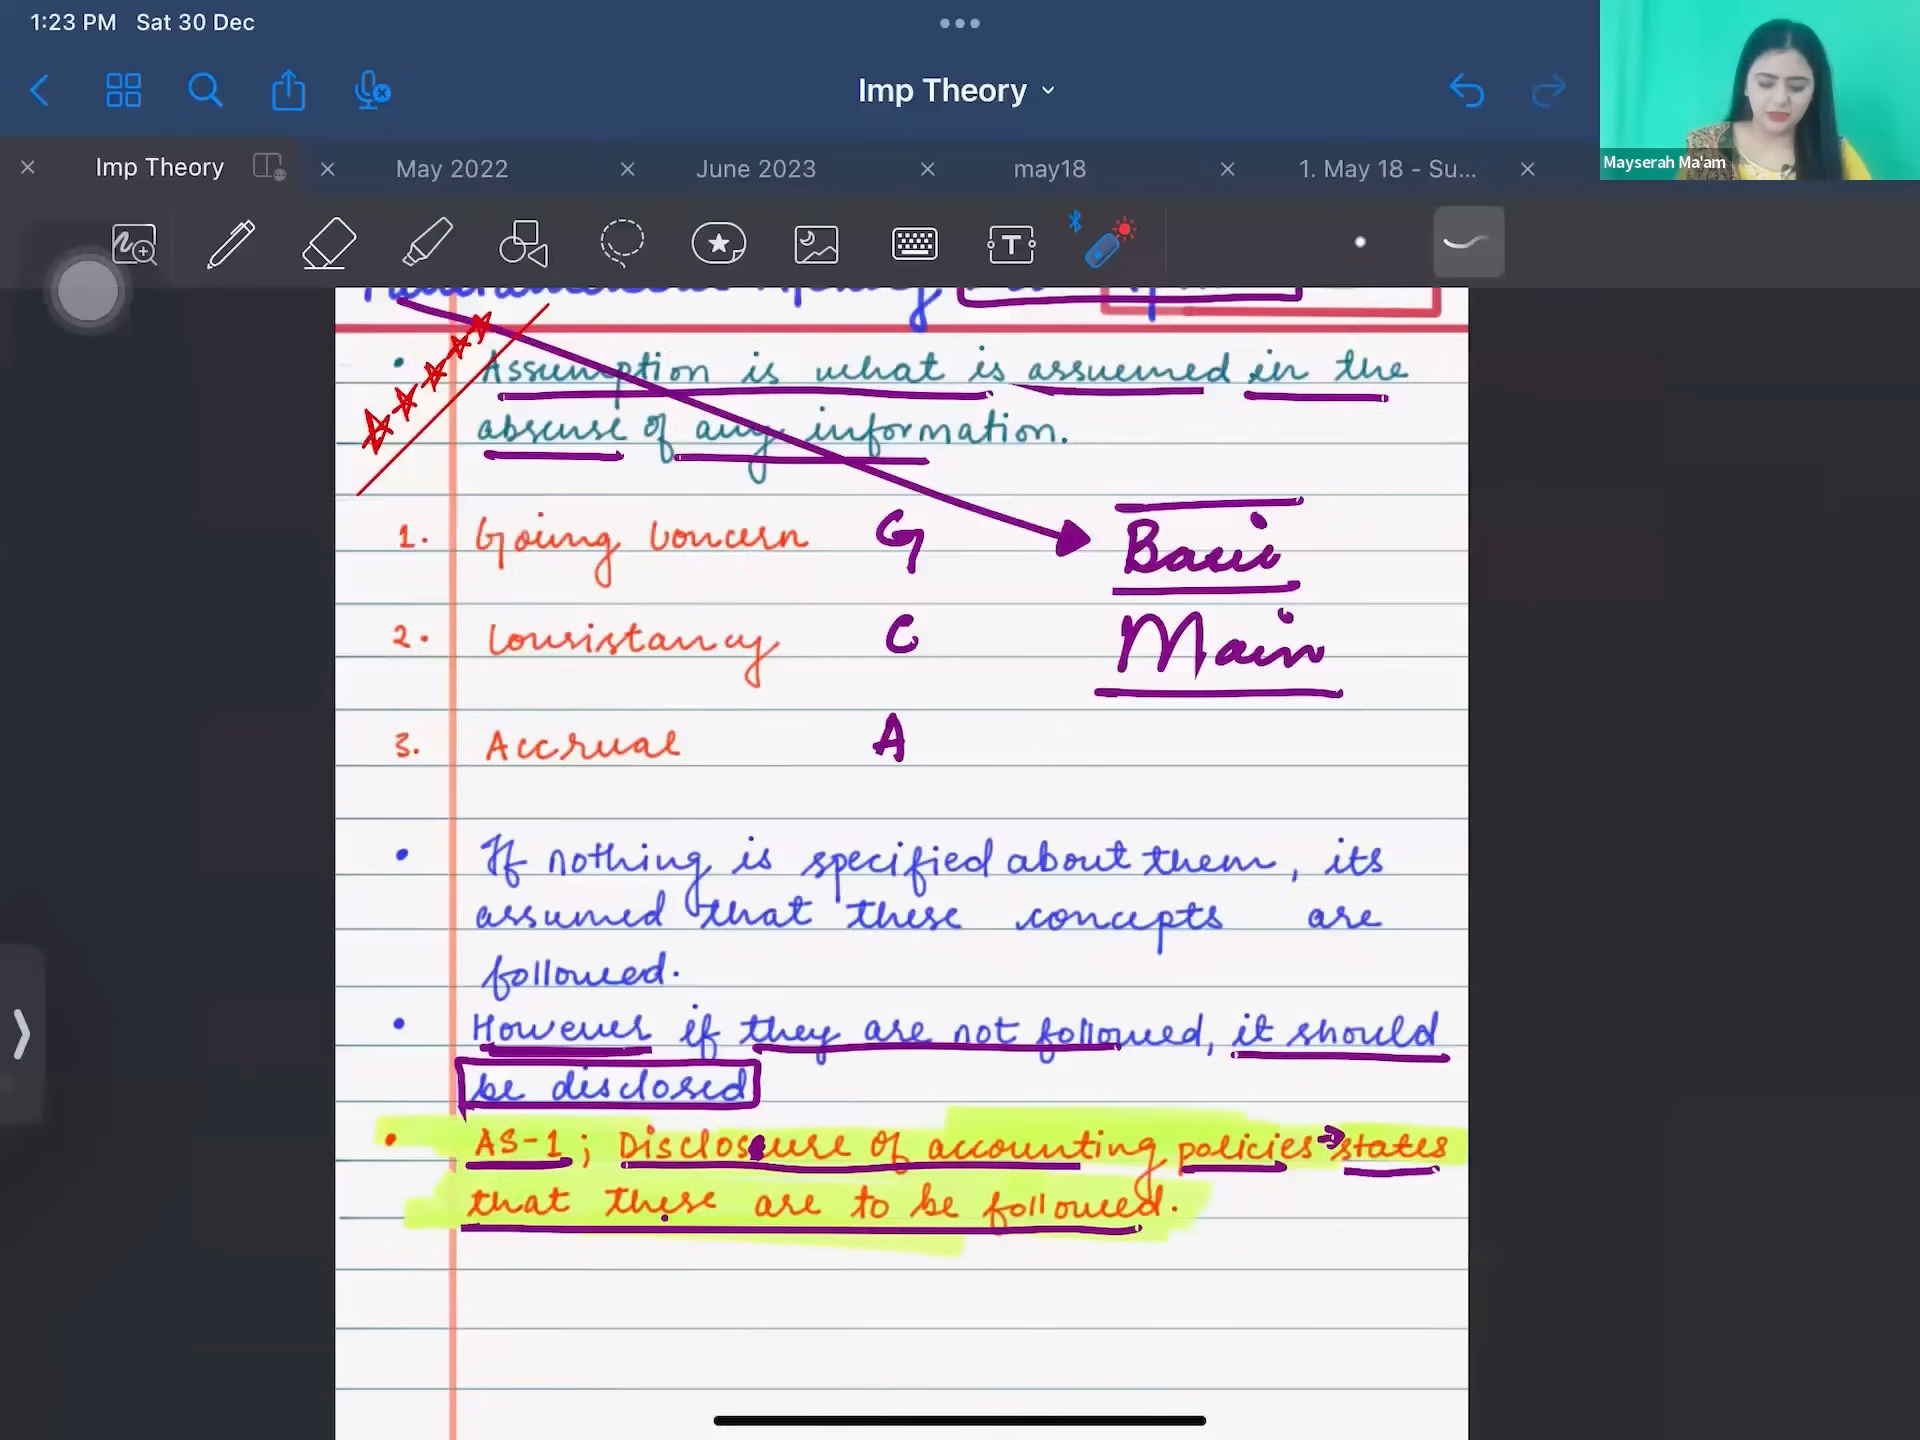 1:23 PM Sat 30 Dec
Imp Theory
Imp Theory
May 2022
June 2023
may18
1. May 18 - Su...
Mayserah Ma'am
T
• Assumption is what is assuemed in the
absense of any information.
1. Going Concern G Basic
2. Consistancy C Main
3. Accrual A
• If nothing is specified about them, its
assumed that these concepts are
followed.
• However if they are not followed, it should
be disclosed
• AS-1; Disclosure of accounting policies → states
that these are to be followed.